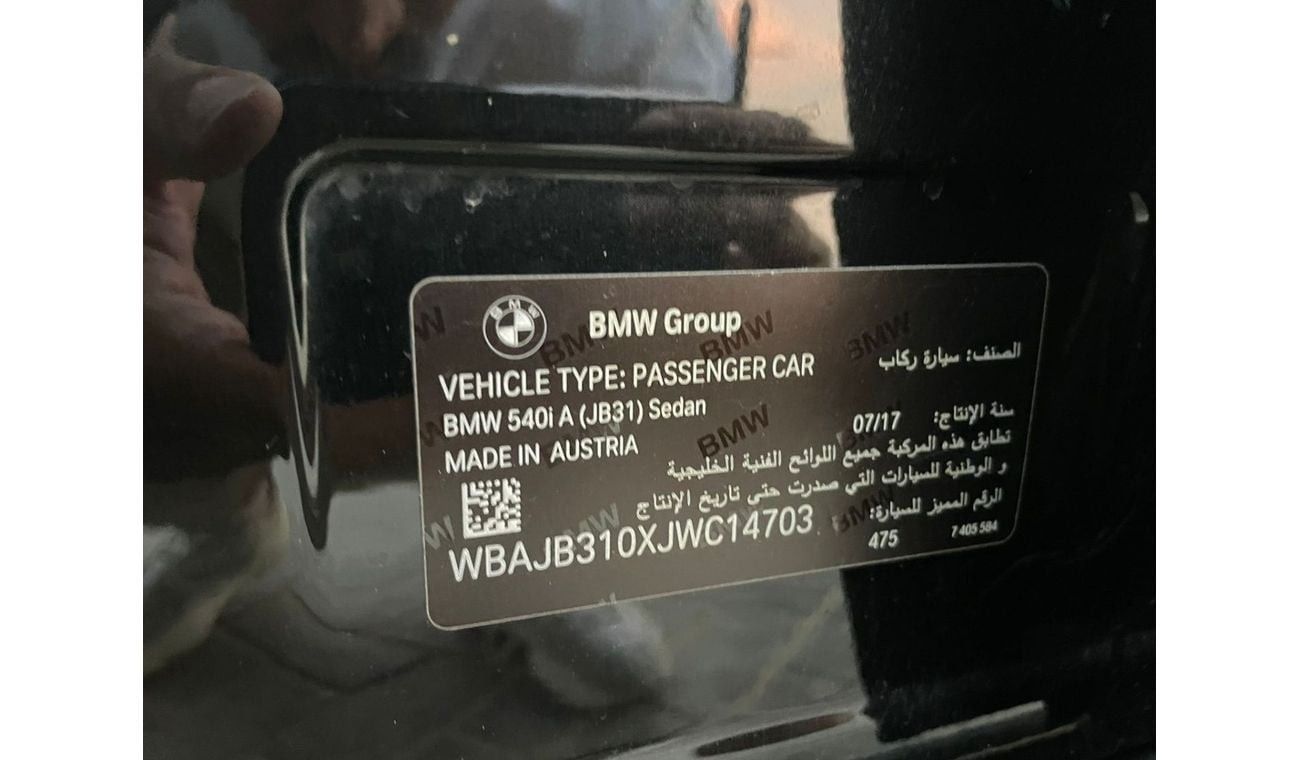 BMW
BMW Group
VEHICLE TYPE: PASSENGER CAR
الصنف: سيارة ركاب
BMW 540i A (JB31) Sedan
سنة الإنتاج: 07/17
MADE IN AUSTRIA
تطابق هذه المركبة جميع اللوائح الفنية الخليجية
و الوطنية للسيارات التي صدرت حتى تاريخ الإنتاج
الرقم المميز للسيارة:
WBAJB310XJWC14703
475
7 405 584